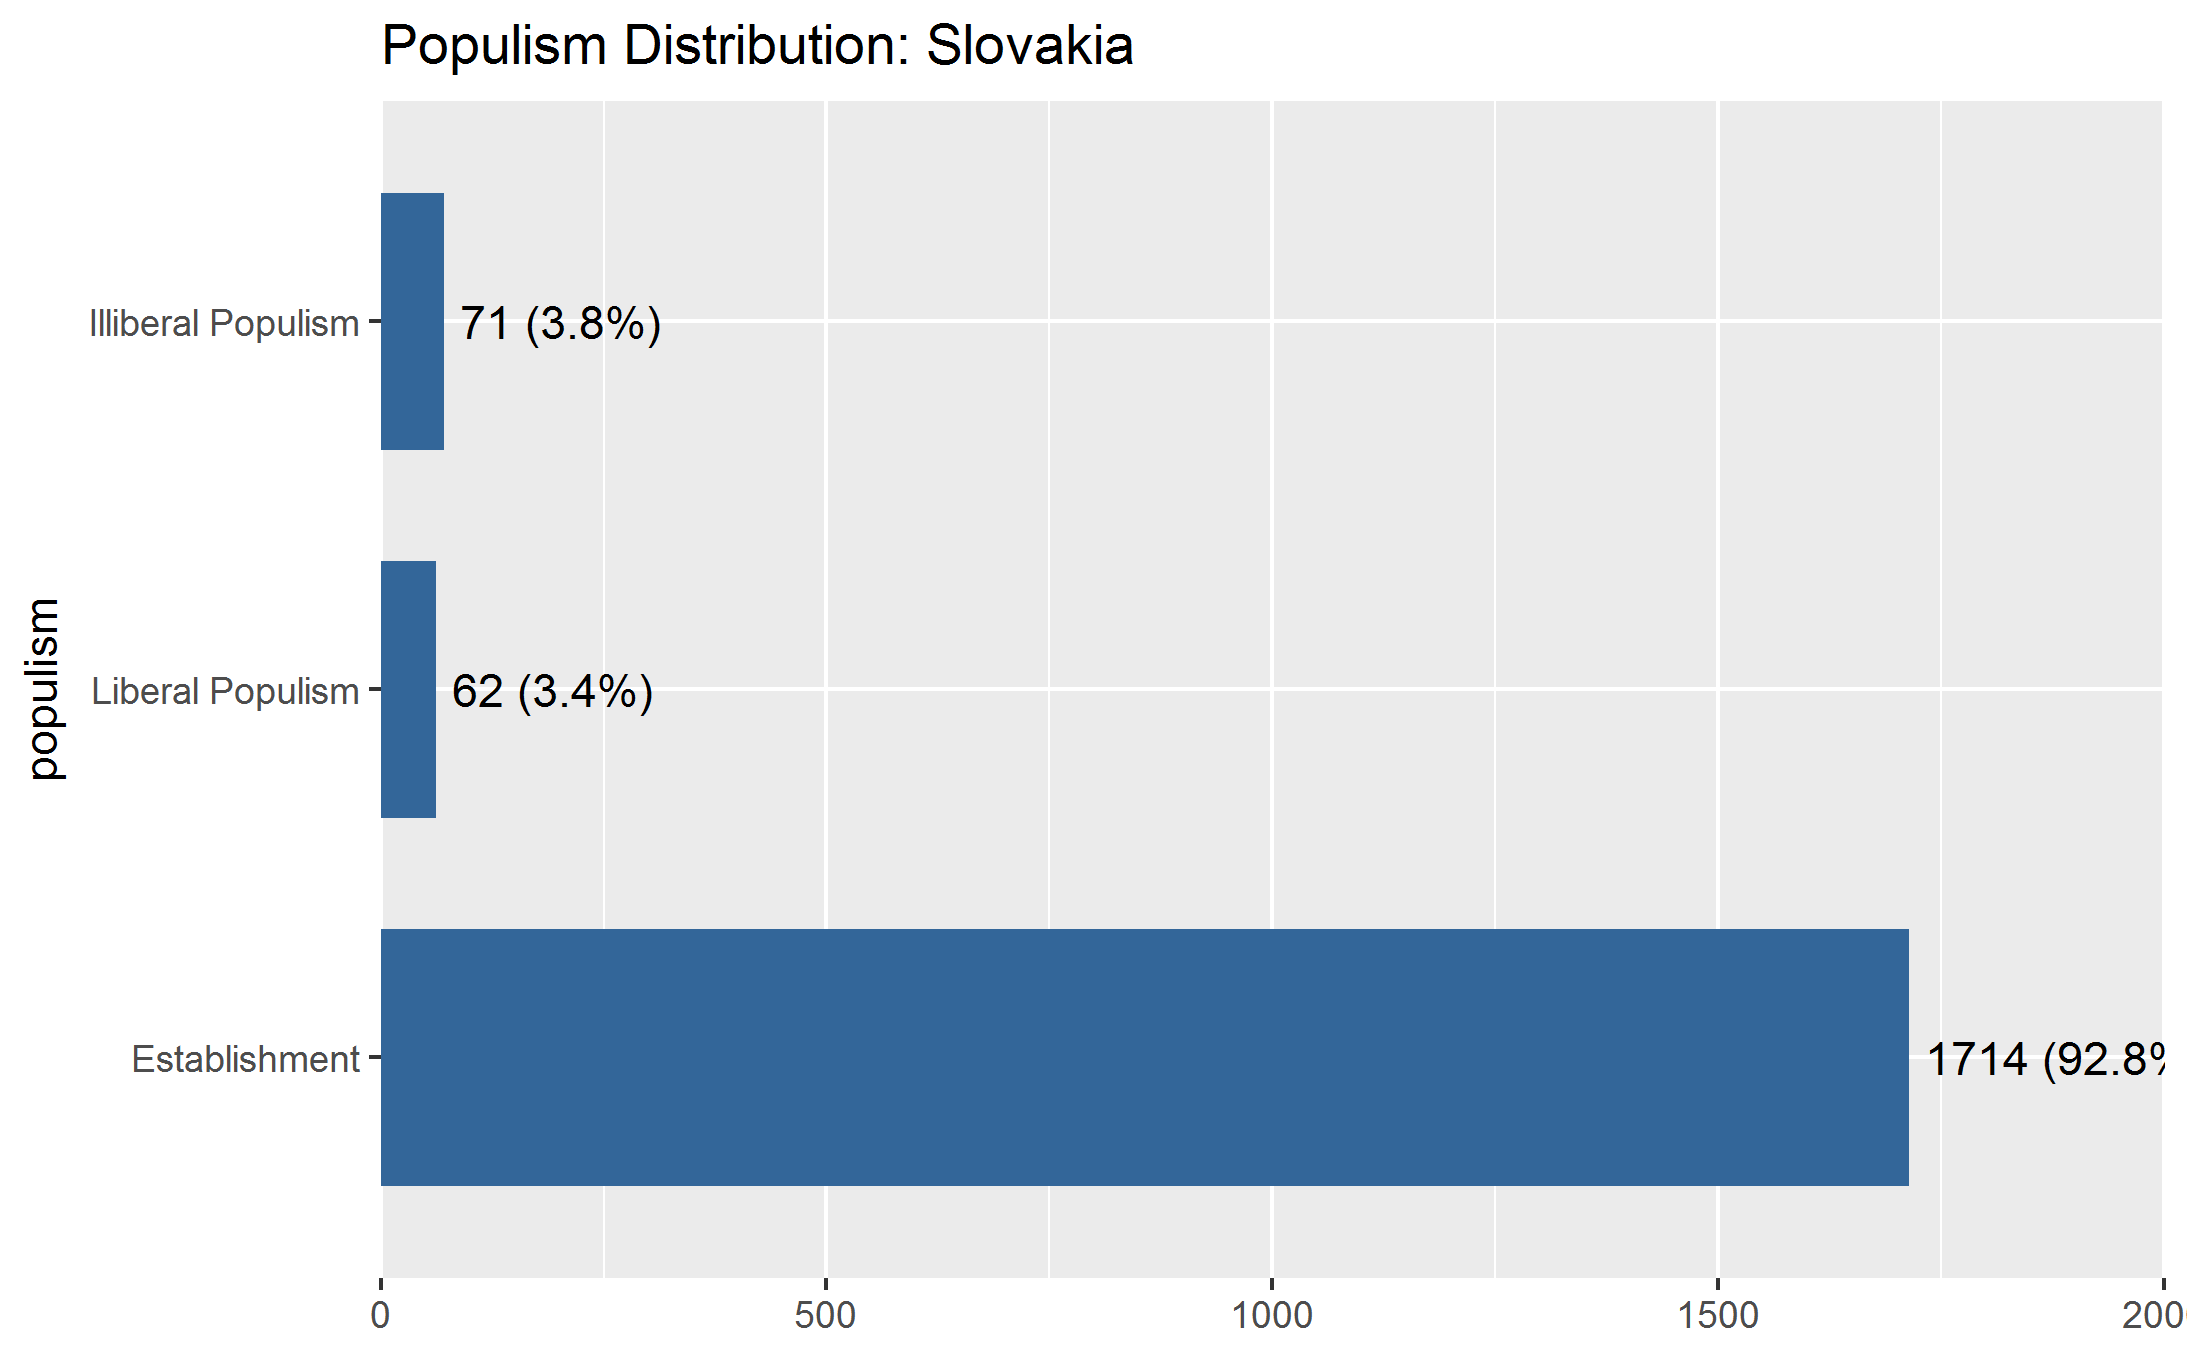 Populism Distribution: Slovakia
populism
Illiberal Populism
71 (3.8%)
Liberal Populism
62 (3.4%)
Establishment
1714 (92.8%
0
500
1000
1500
200